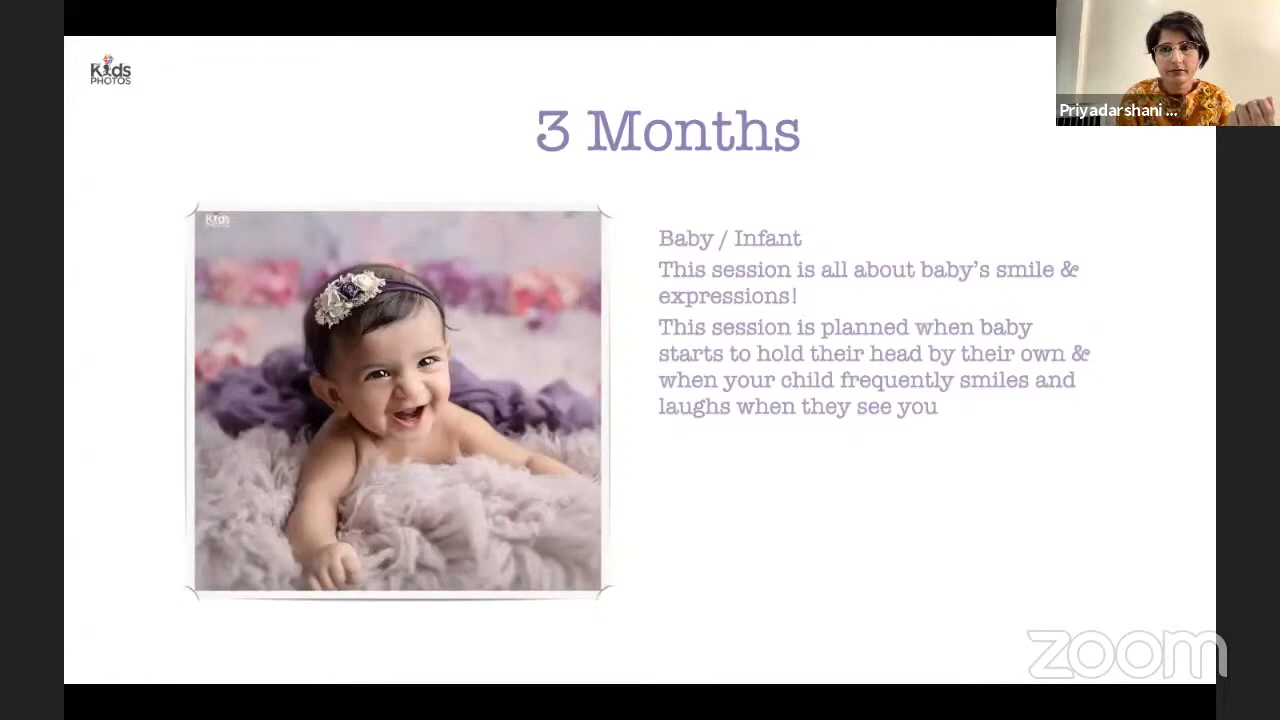 Kids
PHOTOS
Priyadarshani ...
3 Months
Kids
PHOTOS
Baby / Infant
This session is all about baby's smile &
expressions!
This session is planned when baby
starts to hold their head by their own &
when your child frequently smiles and
laughs when they see you
zoom